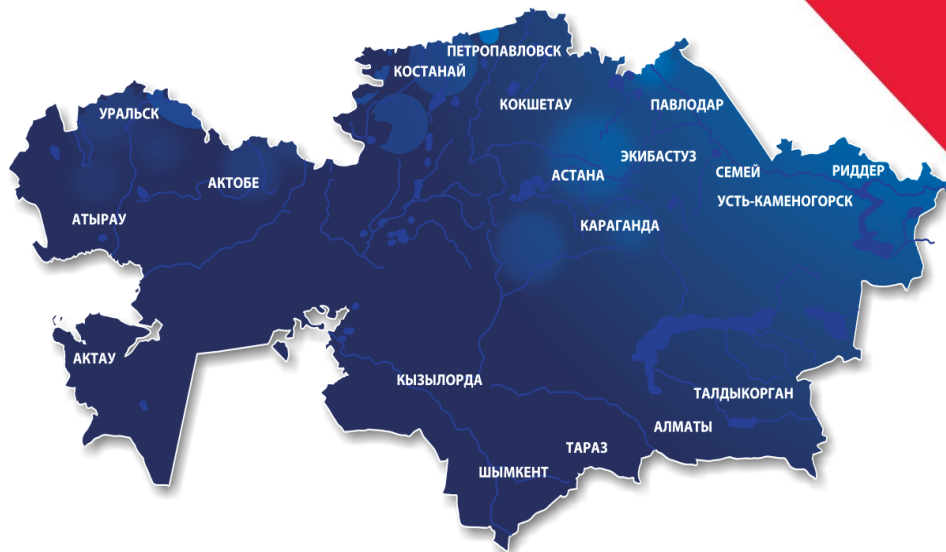 ПЕТРОПАВЛОВСК
КОСТАНАЙ
КОКШЕТАУ
ПАВЛОДАР
УРАЛЬСК
ЭКИБАСТУЗ
АСТАНА
СЕМЕЙ
РИДДЕР
АКТОБЕ
УСТЬ-КАМЕНОГОРСК
АТЫРАУ
КАРАГАНДА
АКТАУ
КЫЗЫЛОРДА
ТАЛДЫКОРГАН
АЛМАТЫ
ТАРАЗ
ШЫМКЕНТ